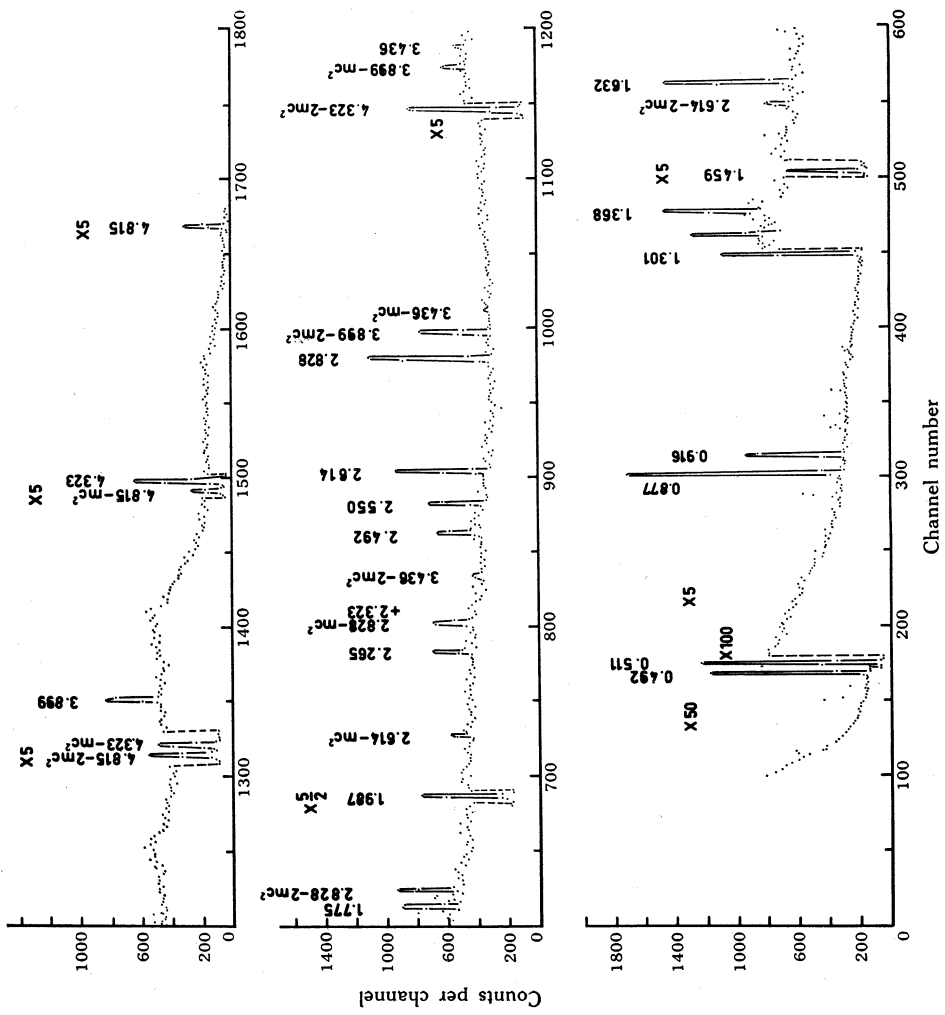 1800
1700
1600
1500
1400
1300
1000
600
200
0
X5
4.815
X5
4.323
4.815-mc²
3.899
X5
4.323-mc²
4.815-2mc²
1200
1100
1000
900
800
700
1000
600
200
0
3.436
3.899-mc²
4.323-2mc²
X5
3.436-mc²
3.899-2mc²
2.828
2.614
2.550
2.492
3.436-2mc²
+2.323
2.828-mc²
2.265
2.614-mc²
X5/2
1.987
2.828-2mc²
1.775
600
500
400
300
200
100
0
1800
1400
1000
600
200
1.632
2.614-2mc²
X5
1.459
1.368
1.301
0.916
0.877
X5
X100
0.511
0.492
X50
Channel number
Counts per channel